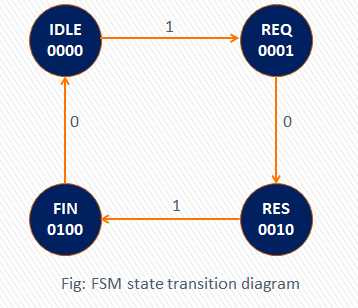 IDLE
0000
1
REQ
0001
0
0
FIN
0100
1
RES
0010
Fig: FSM state transition diagram